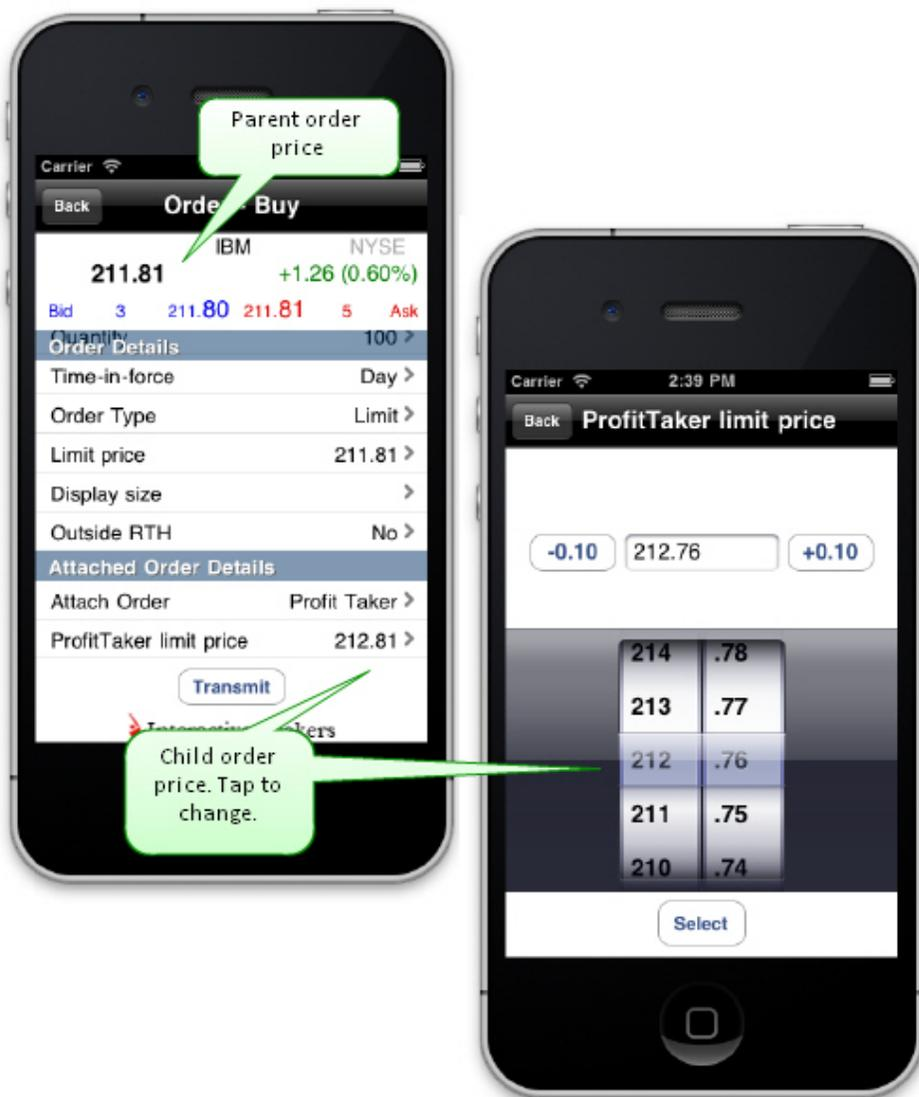 Parent order
price
Carrier
Back Order - Buy
IBM NYSE
211.81 +1.26 (0.60%)
Bid 3 211.80 211.81 5 Ask
Quantity 100 >
Order Details
Time-in-force Day >
Order Type Limit >
Limit price 211.81 >
Display size >
Outside RTH No >
Attached Order Details
Attach Order Profit Taker >
ProfitTaker limit price 212.81 >
Transmit
Child order
price. Tap to
change.
Carrier 2:39 PM
Back ProfitTaker limit price
-0.10 212.76 +0.10
214 .78
213 .77
212 .76
211 .75
210 .74
Select